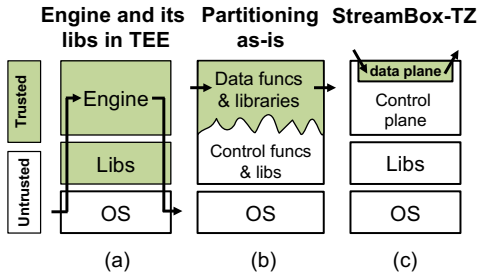 Engine and its
libs in TEE
Partitioning
as-is
StreamBox-TZ
Trusted
Untrusted
Engine
Libs
OS
Data funcs
& libraries
Control funcs
& libs
OS
data plane
Control
plane
Libs
OS
(a)
(b)
(c)